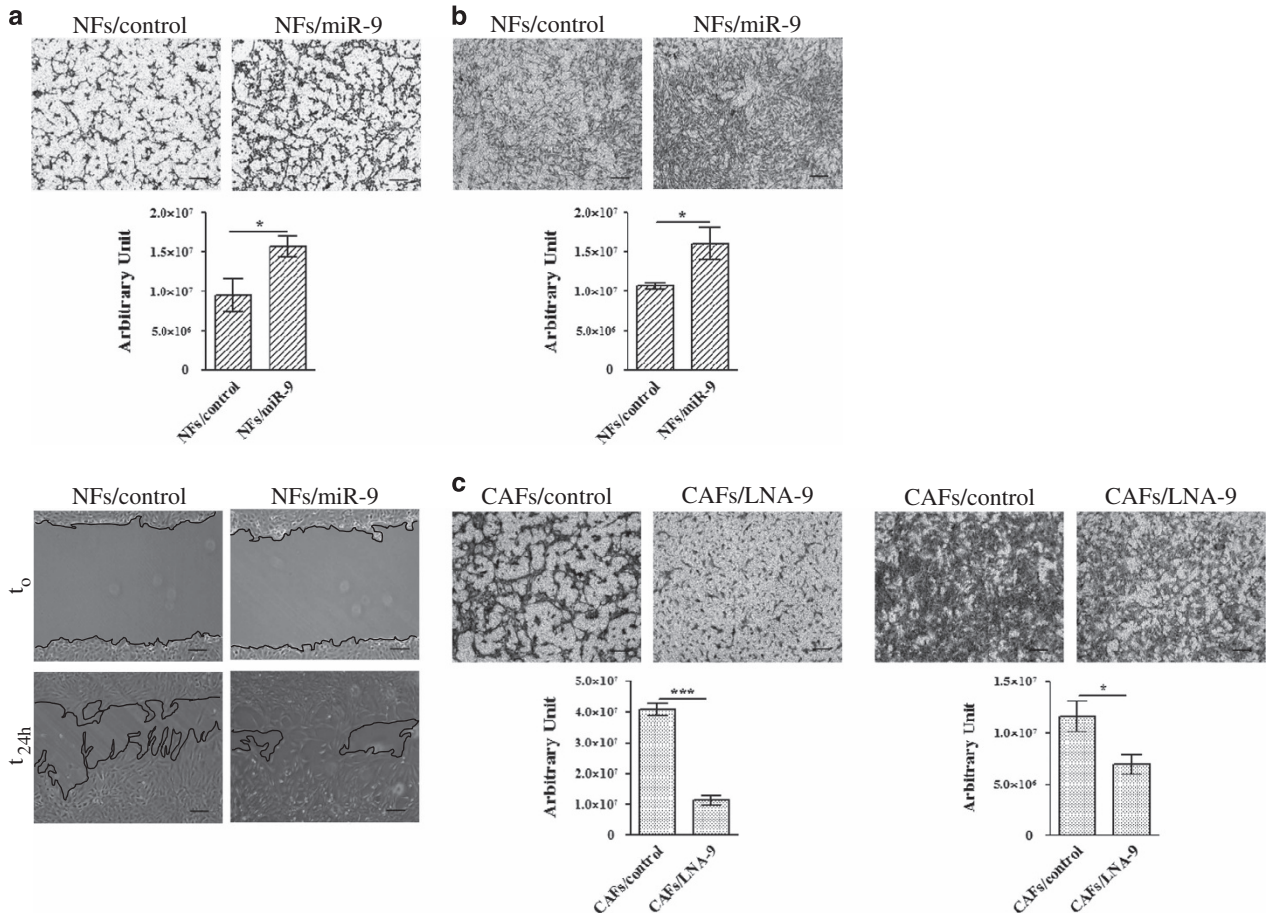 a
NFs/control
NFs/miR-9
Arbitrary Unit
2.0×10⁷
1.5×10⁷
1.0×10⁷
5.0×10⁶
0
*
NFs/control
NFs/miR-9
b
NFs/control
NFs/miR-9
Arbitrary Unit
2.0×10⁷
1.5×10⁷
1.0×10⁷
5.0×10⁶
0
*
NFs/control
NFs/miR-9
NFs/control
NFs/miR-9
t₀
t24h
c
CAFs/control
CAFs/LNA-9
Arbitrary Unit
5.0×10⁷
4.0×10⁷
3.0×10⁷
2.0×10⁷
1.0×10⁷
0
***
CAFs/control
CAFs/LNA-9
CAFs/control
CAFs/LNA-9
Arbitrary Unit
1.5×10⁷
1.0×10⁷
5.0×10⁶
0
*
CAFs/control
CAFs/LNA-9